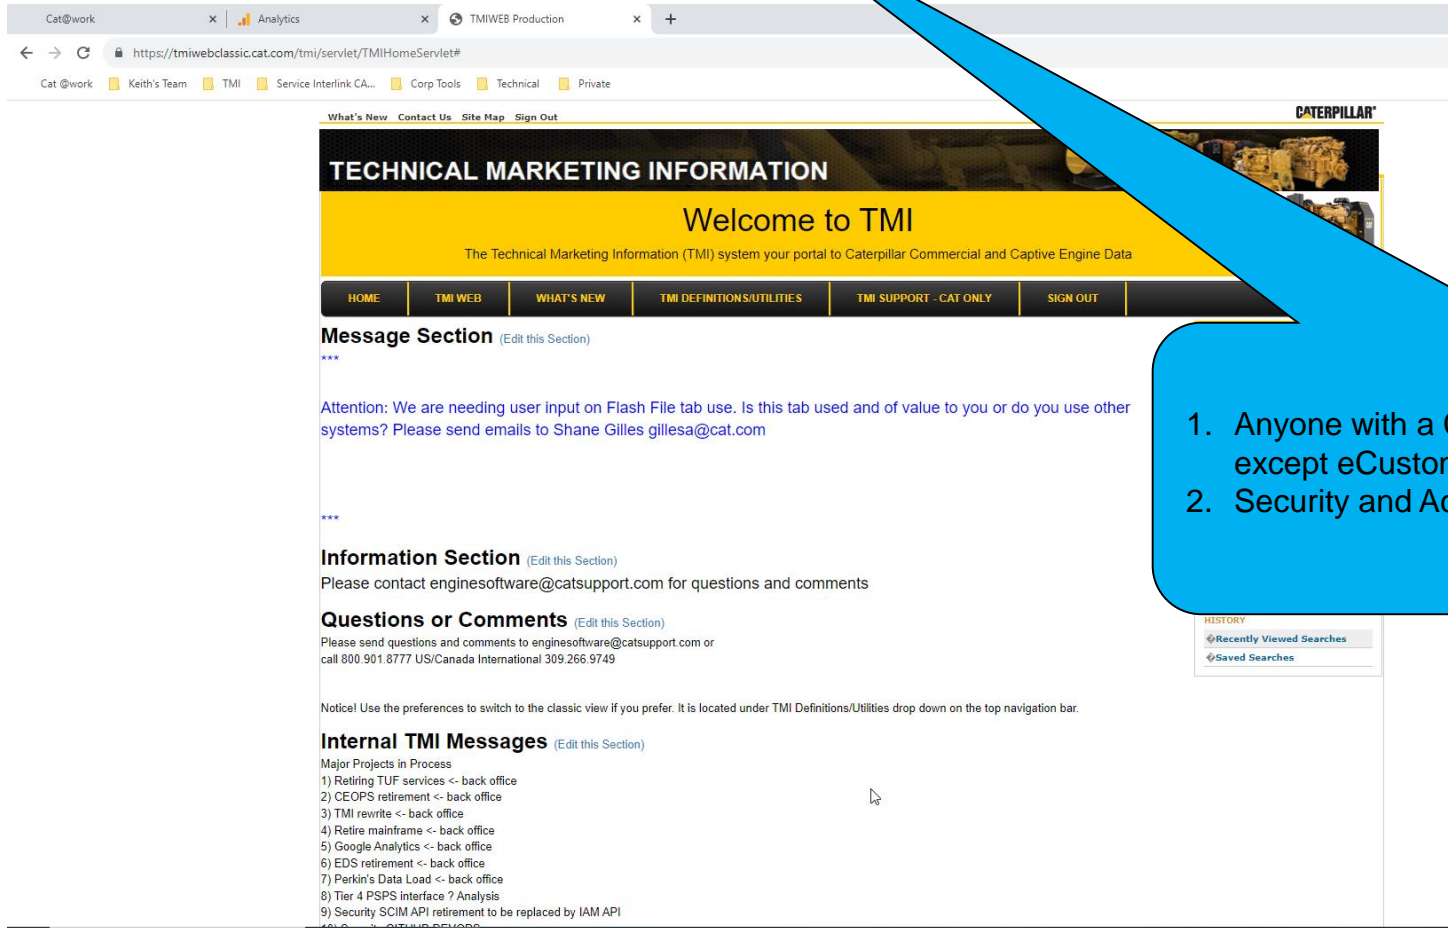 Cat@work
Analytics
TMIWEB Production
https://tmiwebclassic.cat.com/tmi/servlet/TMIHomeServlet#
Cat @work Keith's Team TMI Service Interlink CA... Corp Tools Technical Private
What's New Contact Us Site Map Sign Out
CATERPILLAR®
TECHNICAL MARKETING INFORMATION
Welcome to TMI
The Technical Marketing Information (TMI) system your portal to Caterpillar Commercial and Captive Engine Data
HOME TMI WEB WHAT'S NEW TMI DEFINITIONS/UTILITIES TMI SUPPORT - CAT ONLY SIGN OUT
Message Section (Edit this Section)
***
Attention: We are needing user input on Flash File tab use. Is this tab used and of value to you or do you use other
systems? Please send emails to Shane Gilles gillesa@cat.com
***
1. Anyone with a
except
2. Security and
Information Section (Edit this Section)
Please contact enginesoftware@catsupport.com for questions and comments
Questions or Comments (Edit this Section)
Please send questions and comments to enginesoftware@catsupport.com or
call 800.901.8777 US/Canada International 309.266.9749
HISTORY
Recently Viewed Searches
Saved Searches
Notice! Use the preferences to switch to the classic view if you prefer. It is located under TMI Definitions/Utilities drop down on the top navigation bar.
Internal TMI Messages (Edit this Section)
Major Projects in Process
1) Retiring TUF services <- back office
2) CEOPS retirement <- back office
3) TMI rewrite <- back office
4) Retire mainframe <- back office
5) Google Analytics <- back office
6) EDS retirement <- back office
7) Perkin's Data Load <- back office
8) Tier 4 PSPS interface ? Analysis
9) Security SCIM API retirement to be replaced by IAM API